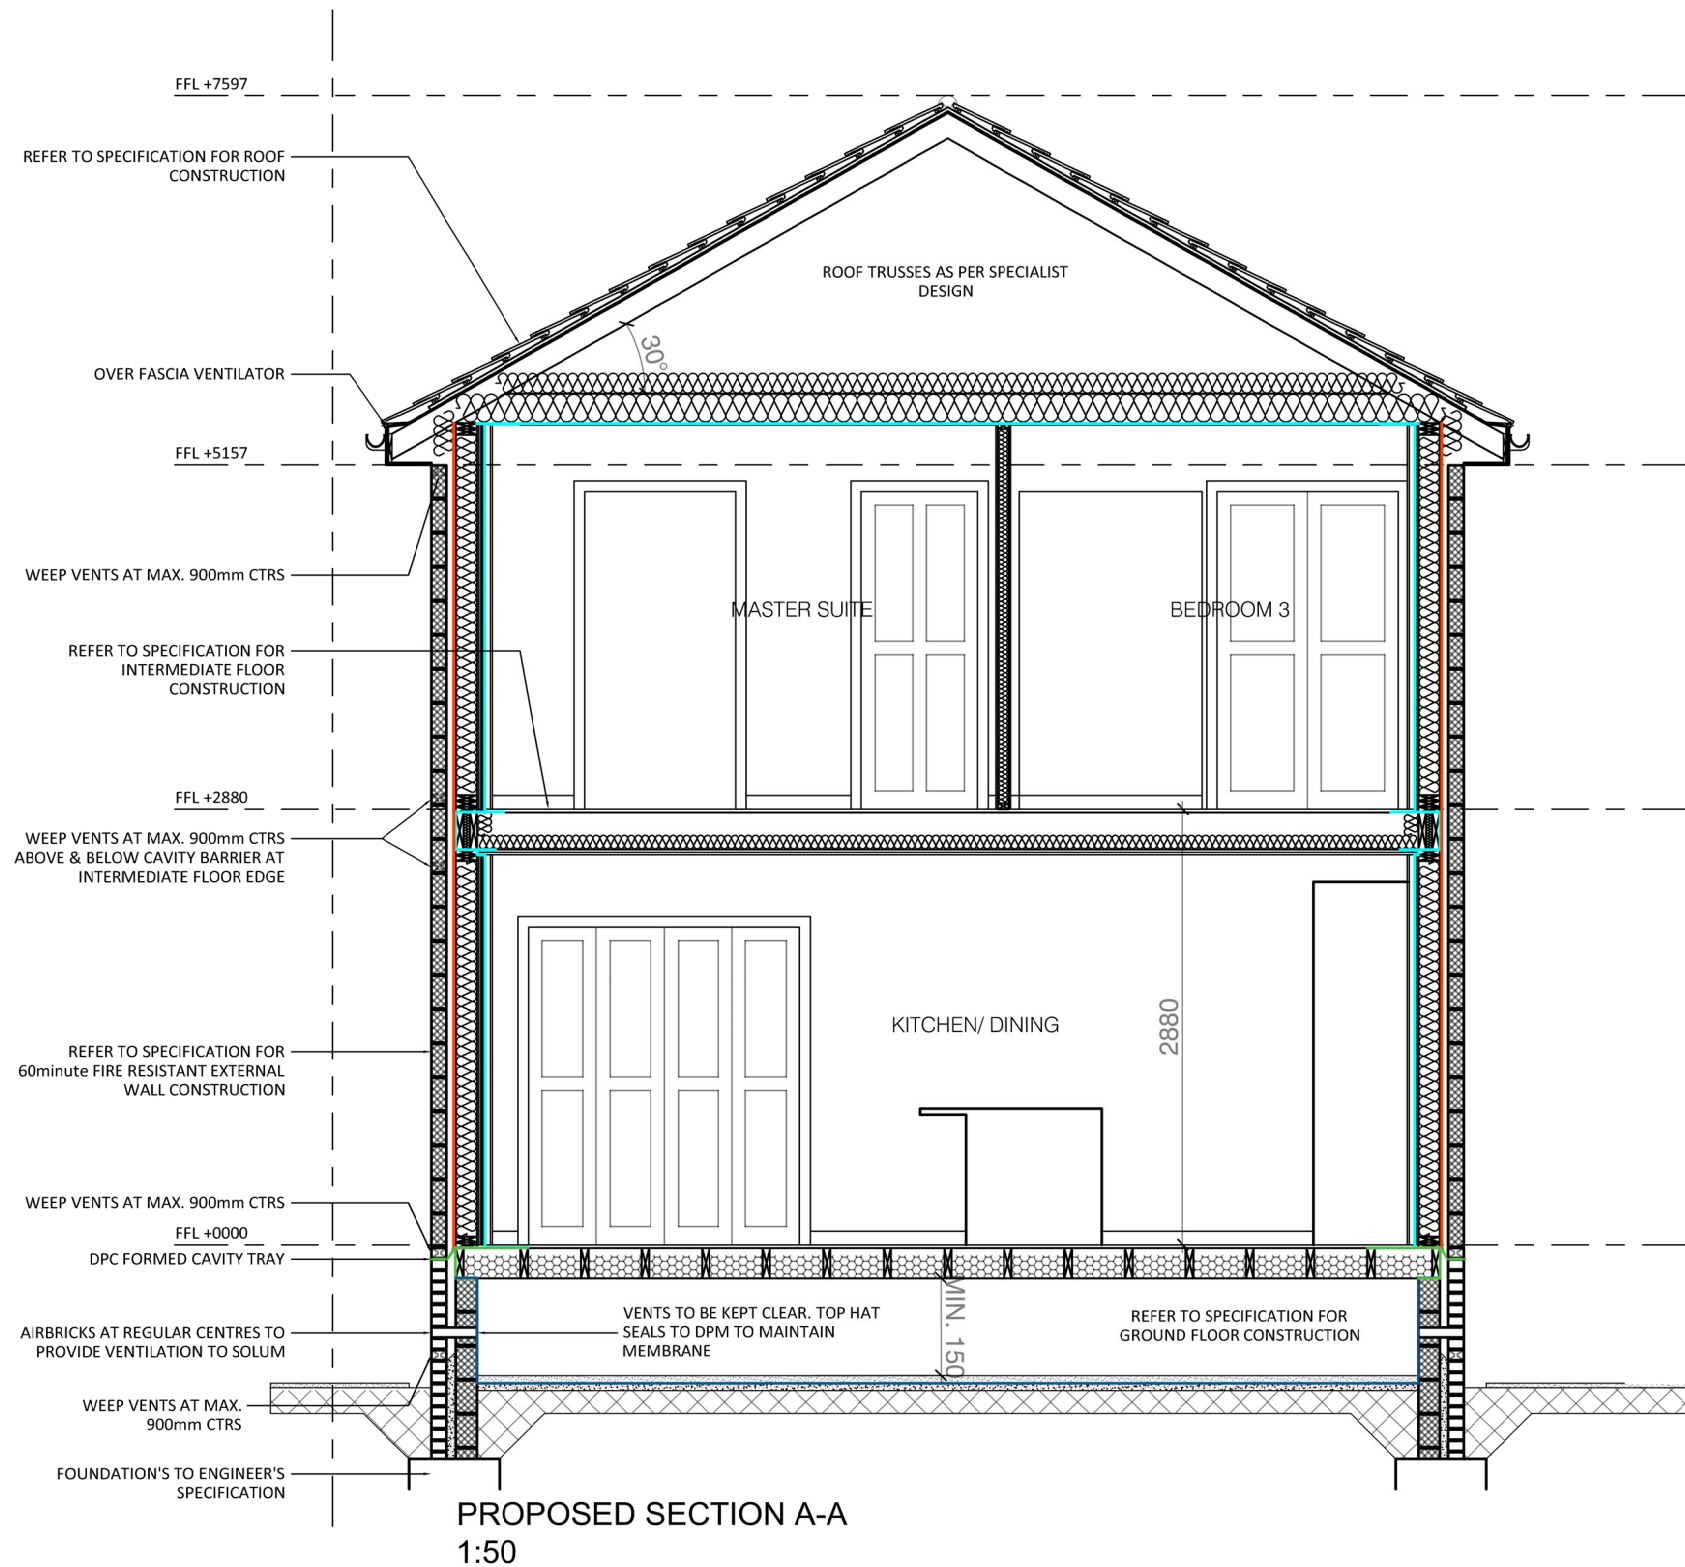 FFL +7597
REFER TO SPECIFICATION FOR ROOF
CONSTRUCTION
ROOF TRUSSES AS PER SPECIALIST
DESIGN
30°
OVER FASCIA VENTILATOR
FFL +5157
WEEP VENTS AT MAX. 900mm CTRS
MASTER SUITE
BEDROOM 3
REFER TO SPECIFICATION FOR
INTERMEDIATE FLOOR
CONSTRUCTION
FFL +2880
WEEP VENTS AT MAX. 900mm CTRS
ABOVE & BELOW CAVITY BARRIER AT
INTERMEDIATE FLOOR EDGE
KITCHEN/ DINING
2880
REFER TO SPECIFICATION FOR
60minute FIRE RESISTANT EXTERNAL
WALL CONSTRUCTION
WEEP VENTS AT MAX. 900mm CTRS
FFL +0000
DPC FORMED CAVITY TRAY
AIRBRICKS AT REGULAR CENTRES TO
PROVIDE VENTILATION TO SOLUM
VENTS TO BE KEPT CLEAR. TOP HAT
SEALS TO DPM TO MAINTAIN
MEMBRANE
MIN. 150
REFER TO SPECIFICATION FOR
GROUND FLOOR CONSTRUCTION
WEEP VENTS AT MAX.
900mm CTRS
FOUNDATION'S TO ENGINEER'S
SPECIFICATION
PROPOSED SECTION A-A
1:50